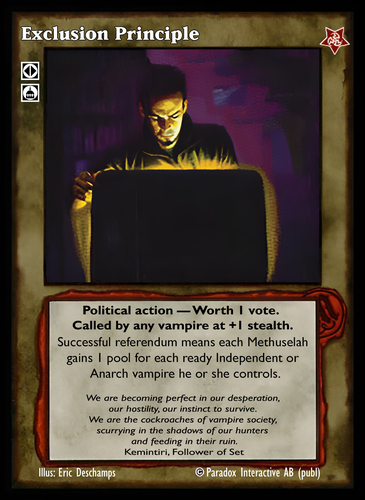 Exclusion Principle
Political action — Worth 1 vote.
Called by any vampire at +1 stealth.
Successful referendum means each Methuselah
gains 1 pool for each ready Independent or
Anarch vampire he or she controls.
We are becoming perfect in our desperation,
our hostility, our instinct to survive.
We are the cockroaches of vampire society,
scurrying in the shadows of our hunters
and feeding in their ruin.
Kemintiri, Follower of Set
Illus: Eric Deschamps
© Paradox Interactive AB (publ)